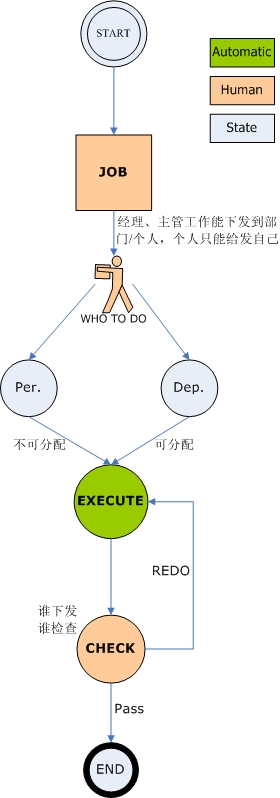 START
Automatic
Human
State
JOB
经理、主管工作能下发到部
门/个人，个人只能给发自己
WHO TO DO
Per.
Dep.
不可分配
可分配
EXECUTE
REDO
谁下发
谁检查
CHECK
Pass
END